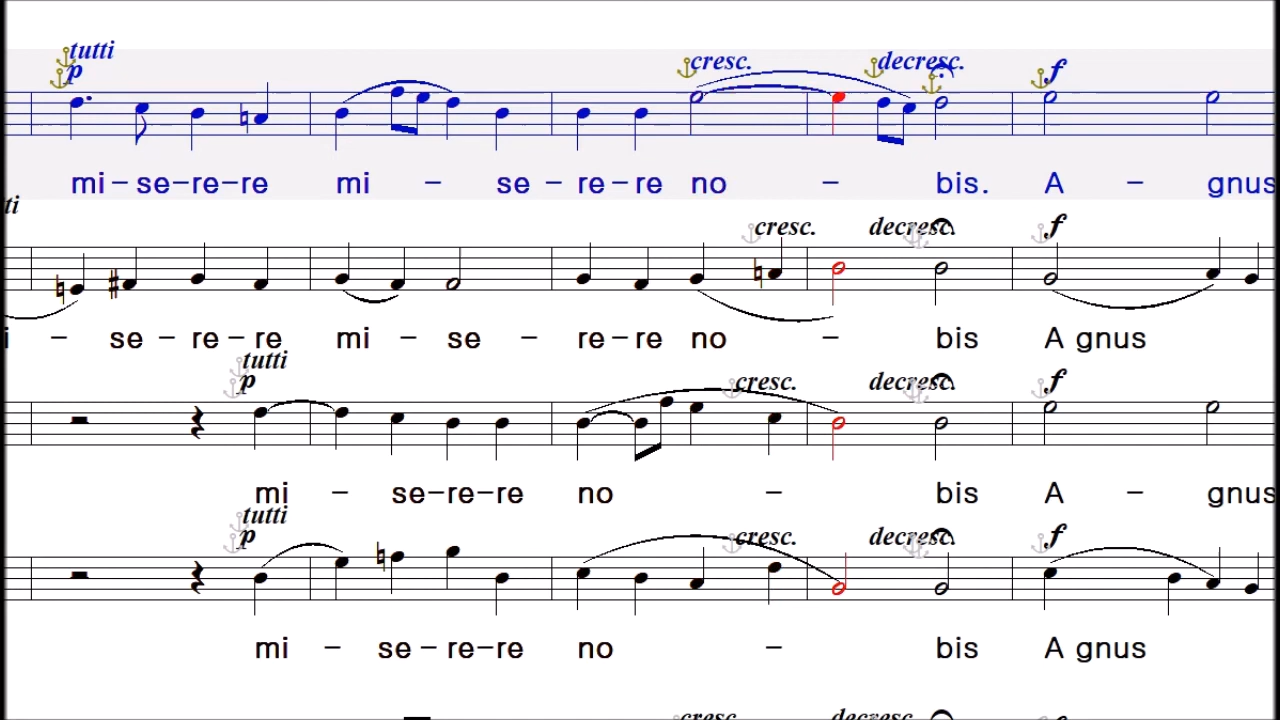 tutti cresc. decresc.
p f
mi – se – re – re mi – se – re – re no – bis. A – gnus
ti
cresc. decresc. f
i – se – re – re mi – se – re – re no – bis A gnus
tutti
p cresc. decresc. f
mi – se – re – re no – bis A – gnus
tutti
p cresc. decresc. f
mi – se – re – re no – bis A gnus
cresc. decresc. f